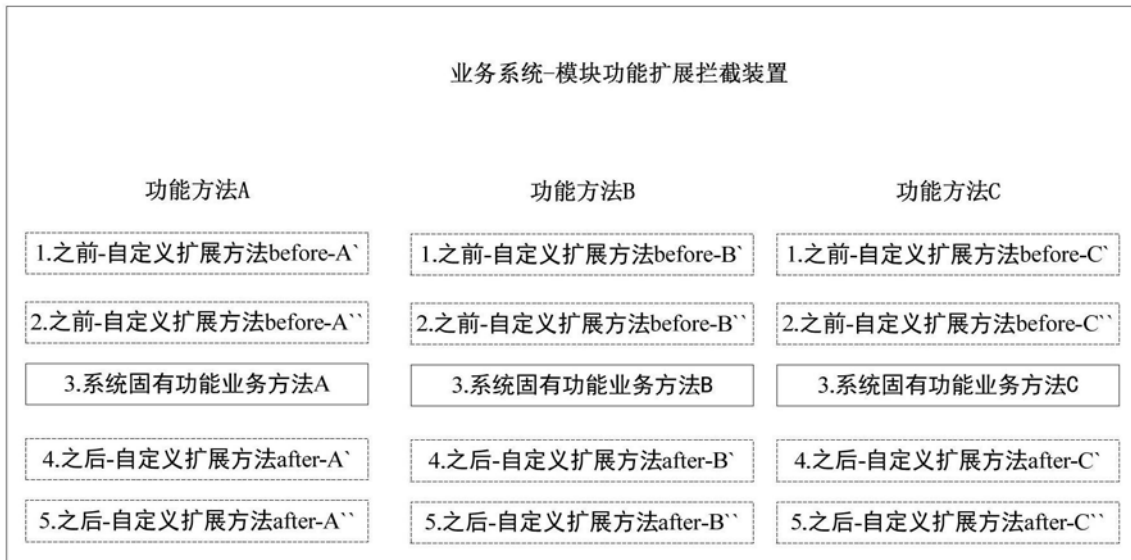 业务系统-模块功能扩展拦截装置
功能方法A
功能方法B
功能方法C
1.之前-自定义扩展方法before-A`
1.之前-自定义扩展方法before-B`
1.之前-自定义扩展方法before-C`
2.之前-自定义扩展方法before-A``
2.之前-自定义扩展方法before-B``
2.之前-自定义扩展方法before-C``
3.系统固有功能业务方法A
3.系统固有功能业务方法B
3.系统固有功能业务方法C
4.之后-自定义扩展方法after-A`
4.之后-自定义扩展方法after-B`
4.之后-自定义扩展方法after-C`
5.之后-自定义扩展方法after-A``
5.之后-自定义扩展方法after-B``
5.之后-自定义扩展方法after-C``